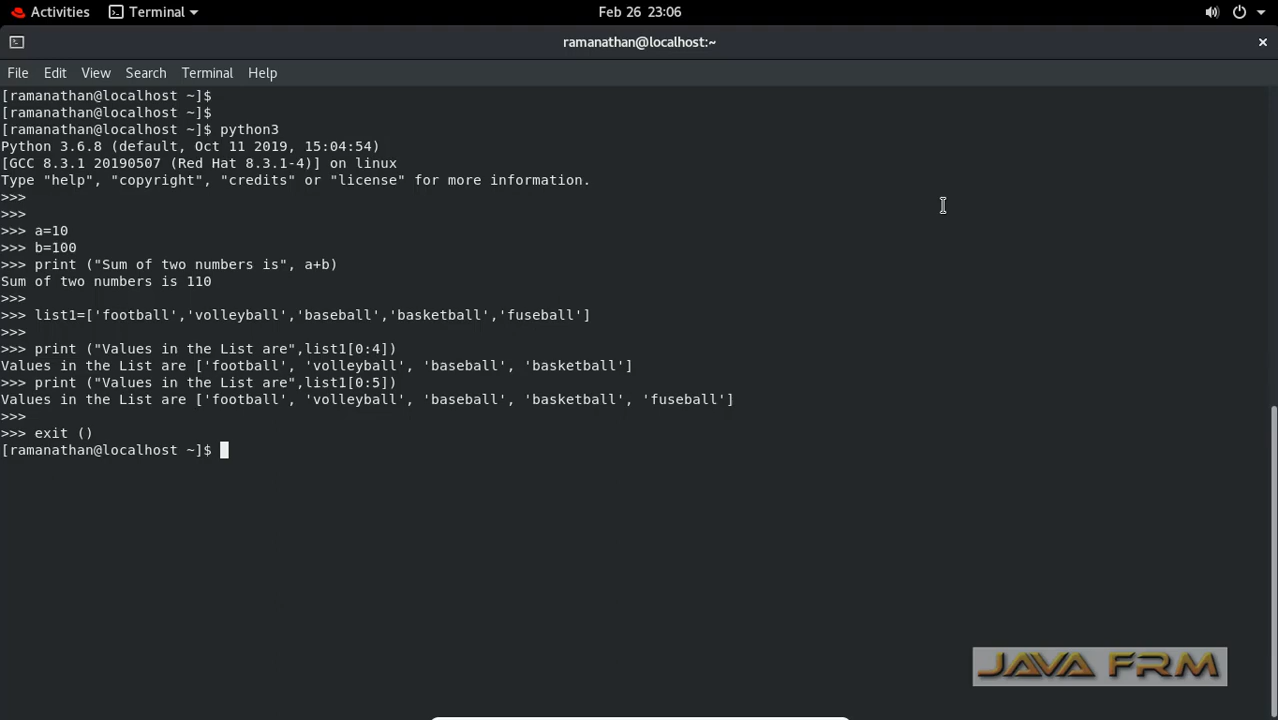 Activities
Terminal
Feb 26 23:06
ramanathan@localhost:~
File Edit View Search Terminal Help
[ramanathan@localhost ~]$
[ramanathan@localhost ~]$
[ramanathan@localhost ~]$ python3
Python 3.6.8 (default, Oct 11 2019, 15:04:54)
[GCC 8.3.1 20190507 (Red Hat 8.3.1-4)] on linux
Type "help", "copyright", "credits" or "license" for more information.
>>>
>>>
>>> a=10
>>> b=100
>>> print ("Sum of two numbers is", a+b)
Sum of two numbers is 110
>>>
>>> list1=['football','volleyball','baseball','basketball','fuseball']
>>>
>>> print ("Values in the List are",list1[0:4])
Values in the List are ['football', 'volleyball', 'baseball', 'basketball']
>>> print ("Values in the List are",list1[0:5])
Values in the List are ['football', 'volleyball', 'baseball', 'basketball', 'fuseball']
>>>
>>> exit ()
[ramanathan@localhost ~]$
JAVA FRM